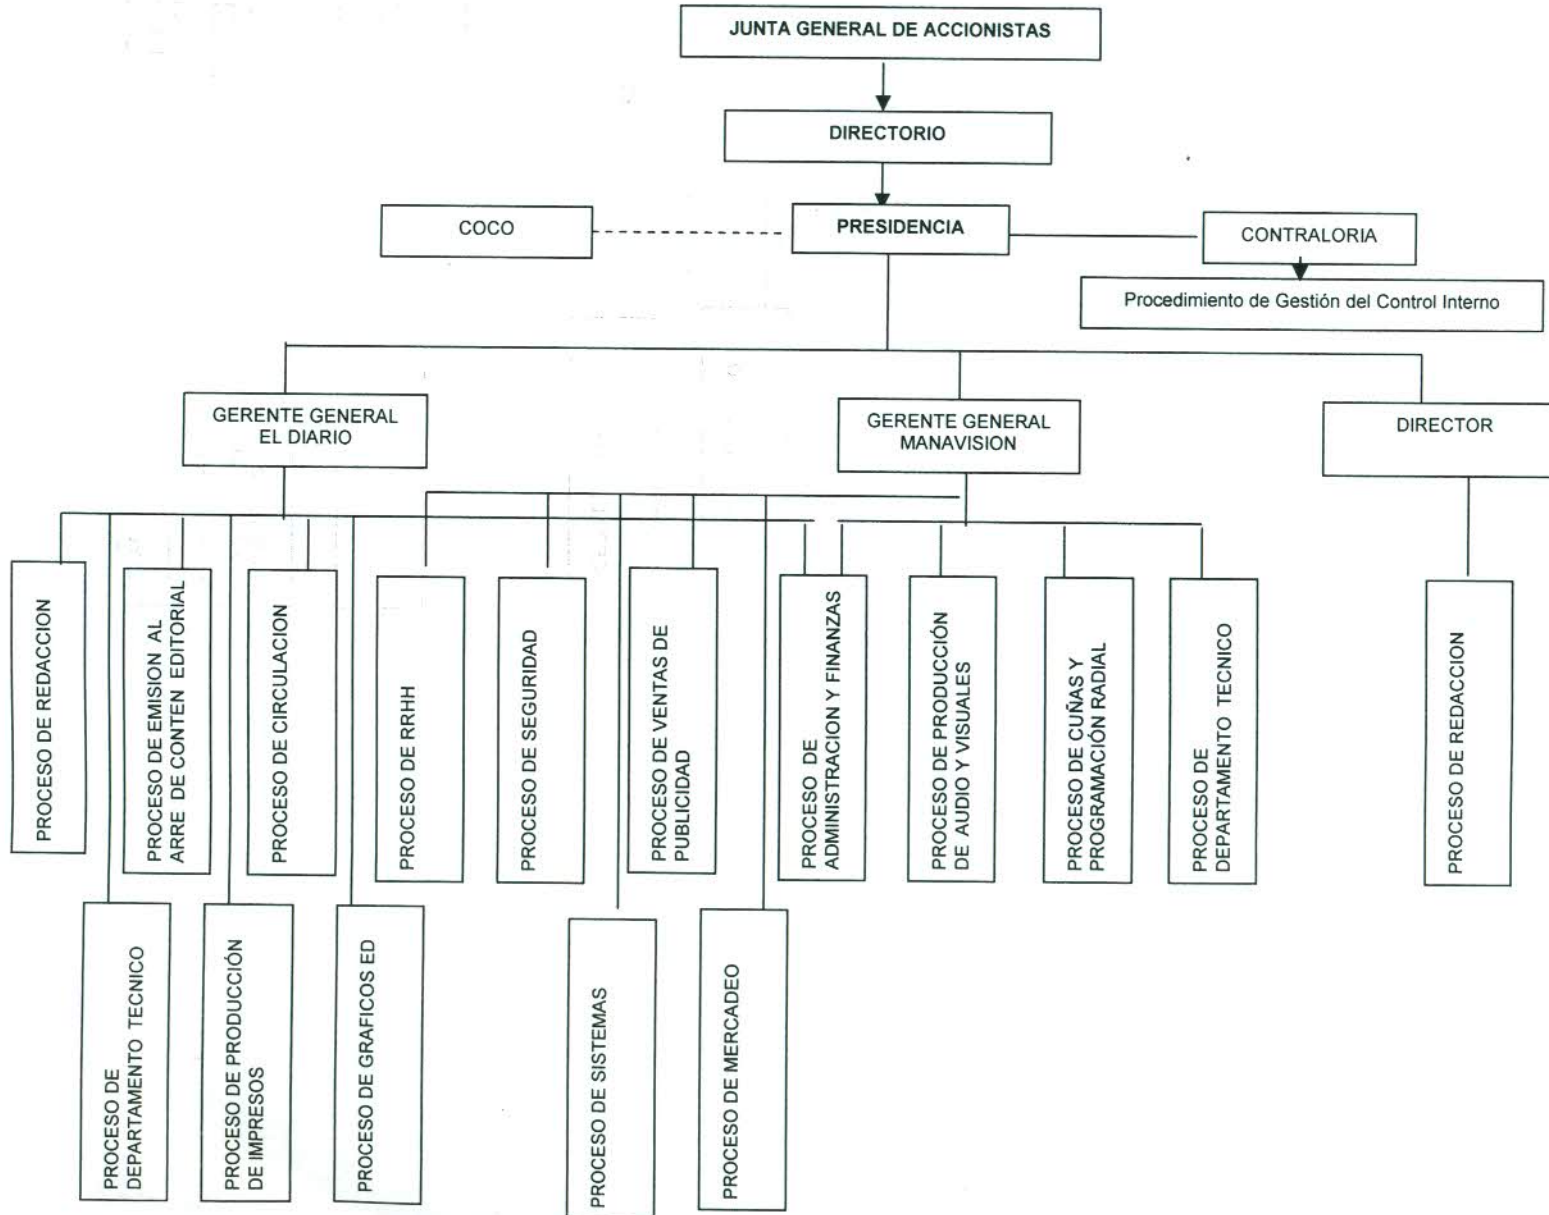 JUNTA GENERAL DE ACCIONISTAS
DIRECTORIO
COCO
PRESIDENCIA
CONTRALORIA
Procedimiento de Gestión del Control Interno
GERENTE GENERAL
EL DIARIO
GERENTE GENERAL
MANAVISION
DIRECTOR
PROCESO DE REDACCION
PROCESO DE EMISION AL
ARRE DE CONTEN EDITORIAL
PROCESO DE CIRCULACION
PROCESO DE RRHH
PROCESO DE SEGURIDAD
PROCESO DE VENTAS DE
PUBLICIDAD
PROCESO DE
ADMINISTRACION Y FINANZAS
PROCESO DE PRODUCCIÓN
DE AUDIO Y VISUALES
PROCESO DE CUÑAS Y
PROGRAMACIÓN RADIAL
PROCESO DE
DEPARTAMENTO TECNICO
PROCESO DE REDACCION
PROCESO DE
DEPARTAMENTO TECNICO
PROCESO DE PRODUCCIÓN
DE IMPRESOS
PROCESO DE GRAFICOS ED
PROCESO DE SISTEMAS
PROCESO DE MERCADEO